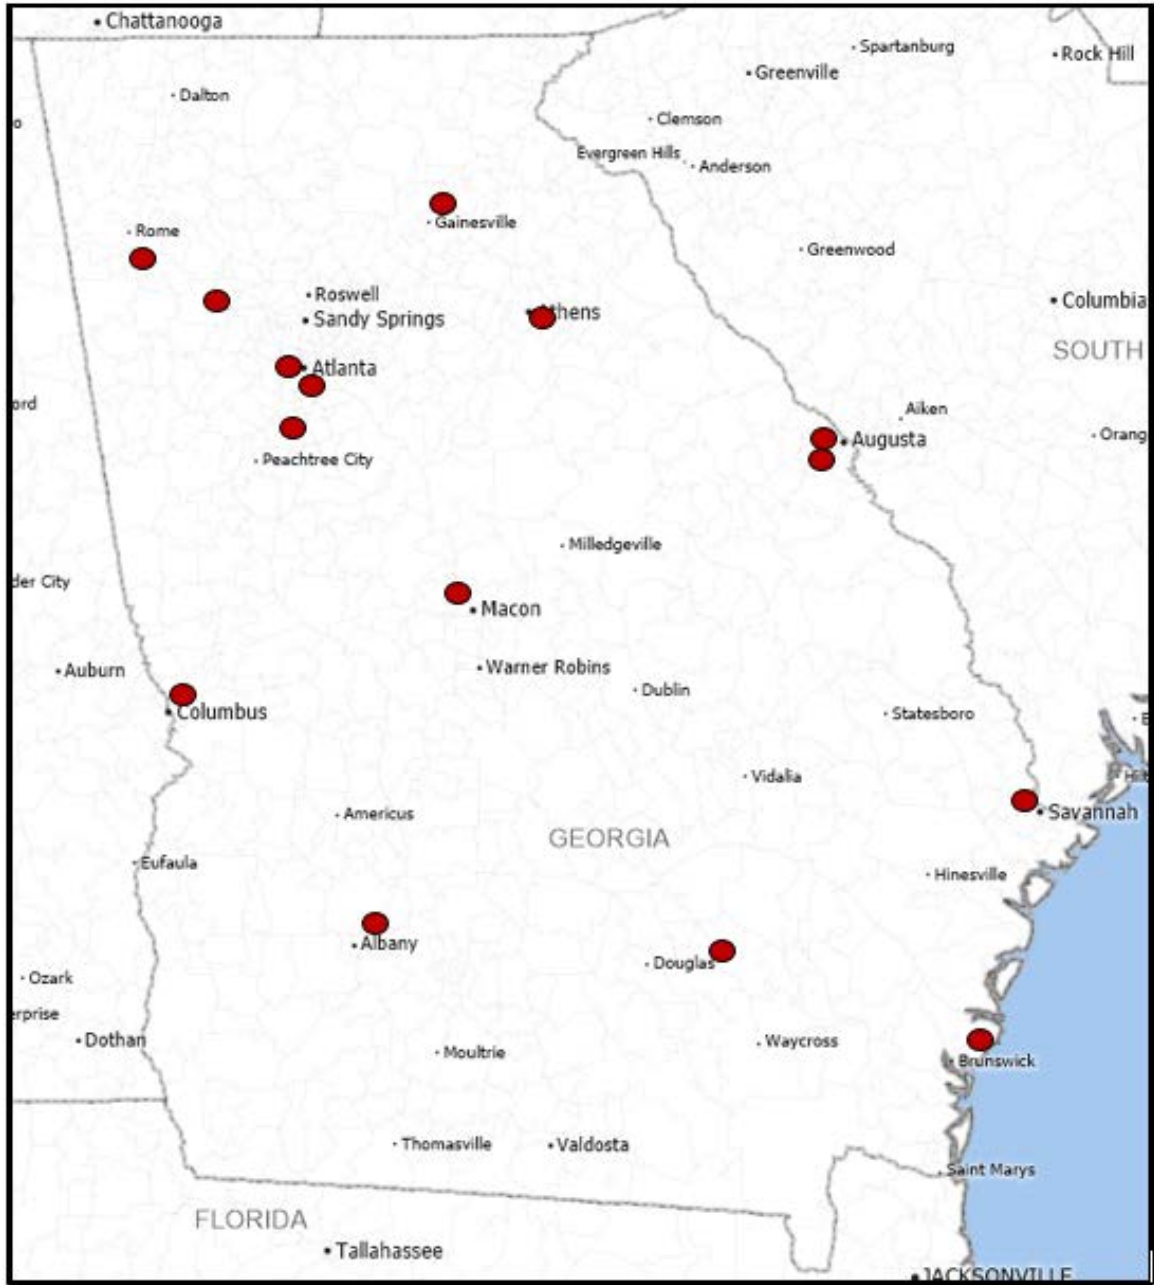 Chattanooga
Spartanburg
Rock Hill
Greenville
Dalton
o
Clemson
Evergreen Hills
Anderson
Gainesville
Rome
Greenwood
Roswell
Columbia
Sandy Springs
Athens
SOUTH
Atlanta
ord
Aiken
Orang
Augusta
Peachtree City
Milledgeville
der City
Macon
Auburn
Warner Robins
Dublin
Columbus
Statesboro
Vidalia
Hilt
Americus
Savannah
GEORGIA
Eufaula
Hinesville
Albany
Douglas
Ozark
erprise
Dothan
Waycross
Moultrie
Brunswick
Thomasville
Valdosta
Saint Marys
FLORIDA
Tallahassee
JACKSONVILLE